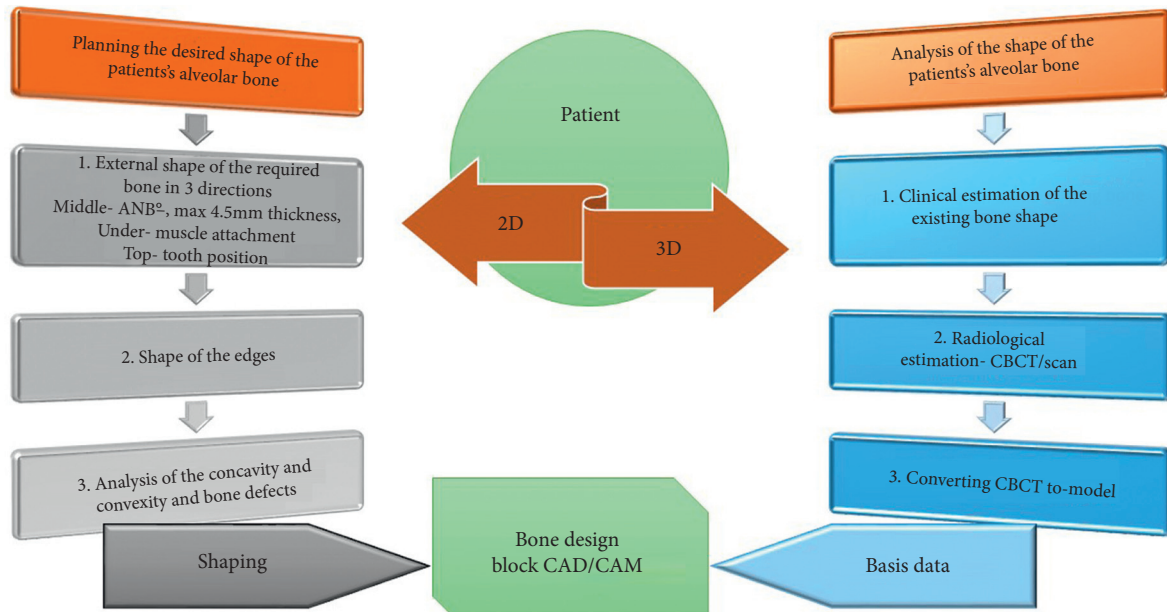 Planning the desired shape of the
patients's alveolar bone
1. External shape of the required
bone in 3 directions
Middle- ANBº-, max 4.5mm thickness,
Under- muscle attachment
Top- tooth position
2. Shape of the edges
3. Analysis of the concavity and
convexity and bone defects
Shaping
Patient
2D
3D
Bone design
block CAD/CAM
Analysis of the shape of the
patients's alveolar bone
1. Clinical estimation of the
existing bone shape
2. Radiological
estimation- CBCT/scan
3. Converting CBCT to-model
Basis data